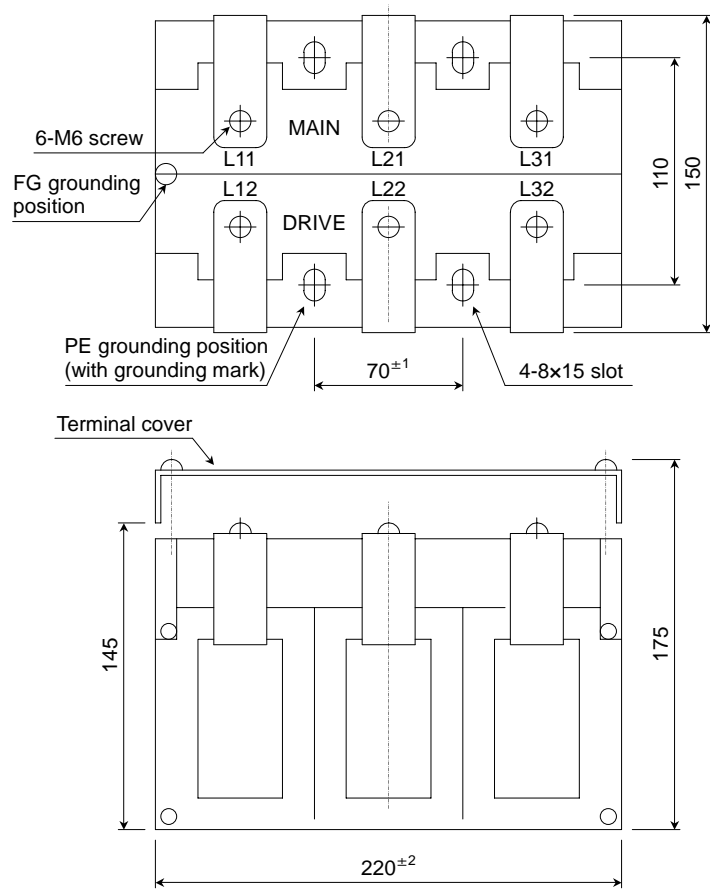 6-M6 screw
MAIN
L11
L21
L31
FG grounding
position
L12
L22
L32
DRIVE
110
150
PE grounding position
(with grounding mark)
70±1
4-8×15 slot
Terminal cover
145
175
220±2